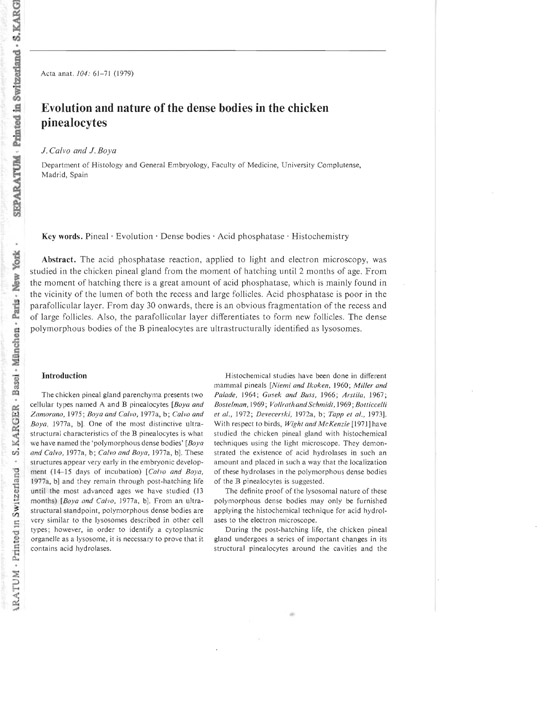 Acta anat. 104: 61–71 (1979)
Evolution and nature of the dense bodies in the chicken
pinealocytes
J. Calvo and J. Boya
Department of Histology and General Embryology, Faculty of Medicine, University Complutense,
Madrid, Spain
Key words. Pineal · Evolution · Dense bodies · Acid phosphatase · Histochemistry
Abstract. The acid phosphatase reaction, applied to light and electron microscopy, was
studied in the chicken pineal gland from the moment of hatching until 2 months of age. From
the moment of hatching there is a great amount of acid phosphatase, which is mainly found
in the vicinity of the lumen of both the recess and large follicles. Acid phosphatase is poor in the
parafollicular layer. From day 30 onwards, there is an obvious fragmentation of the recess and
of large follicles. Also, the parafollicular layer differentiates to form new follicles. The dense
polymorphous bodies of the B pinealocytes are ultrastructurally identified as lysosomes.
Introduction
The chicken pineal gland parenchyma presents two
cellular types named A and B pinealocytes [Boya and
Zamorano, 1975; Boya and Calvo, 1977a, b; Calvo and
Boya, 1977a, b]. One of the most distinctive ultra-
structural characteristics of the B pinealocytes is what
we have named the 'polymorphous dense bodies' [Boya
and Calvo, 1977a, b; Calvo and Boya, 1977a, b]. These
structures appear very early in the embryonic develop-
ment (14–15 days of incubation) [Calvo and Boya,
1977a, b] and they remain through post-hatching life
until the most advanced ages we have studied (13
months) [Boya and Calvo, 1977a, b]. From an ultra-
structural standpoint, polymorphous dense bodies are
very similar to the lysosomes described in other cell
types; however, in order to identify a cytoplasmic
organelle as a lysosome, it is necessary to prove that it
contains acid hydrolases.
Histochemical studies have been done in different
mammal pineals [Niemi and Ikonen, 1960; Miller and
Palade, 1964; Gosek and Buss, 1966; Arstila, 1967;
Bostelman, 1969; Vollrath and Schmidt, 1969; Botticcelli
et al., 1972; Devecerski, 1972a, b; Tapp et al., 1973].
With respect to birds, Wight and McKenzie [1971] have
studied the chicken pineal gland with histochemical
techniques using the light microscope. They demon-
strated the existence of acid hydrolases in such an
amount and placed in such a way that the localization
of these hydrolases in the polymorphous dense bodies
of the B pinealocytes is suggested.
The definite proof of the lysosomal nature of these
polymorphous dense bodies may only be furnished
applying the histochemical technique for acid hydrol-
ases to the electron microscope.
During the post-hatching life, the chicken pineal
gland undergoes a series of important changes in its
structural pinealocytes around the cavities and the
SEPARATUM · Printed in Switzerland · S. KARGER
ARATUM · Printed in Switzerland · S. KARGER · Basel · München · Paris · New York ·